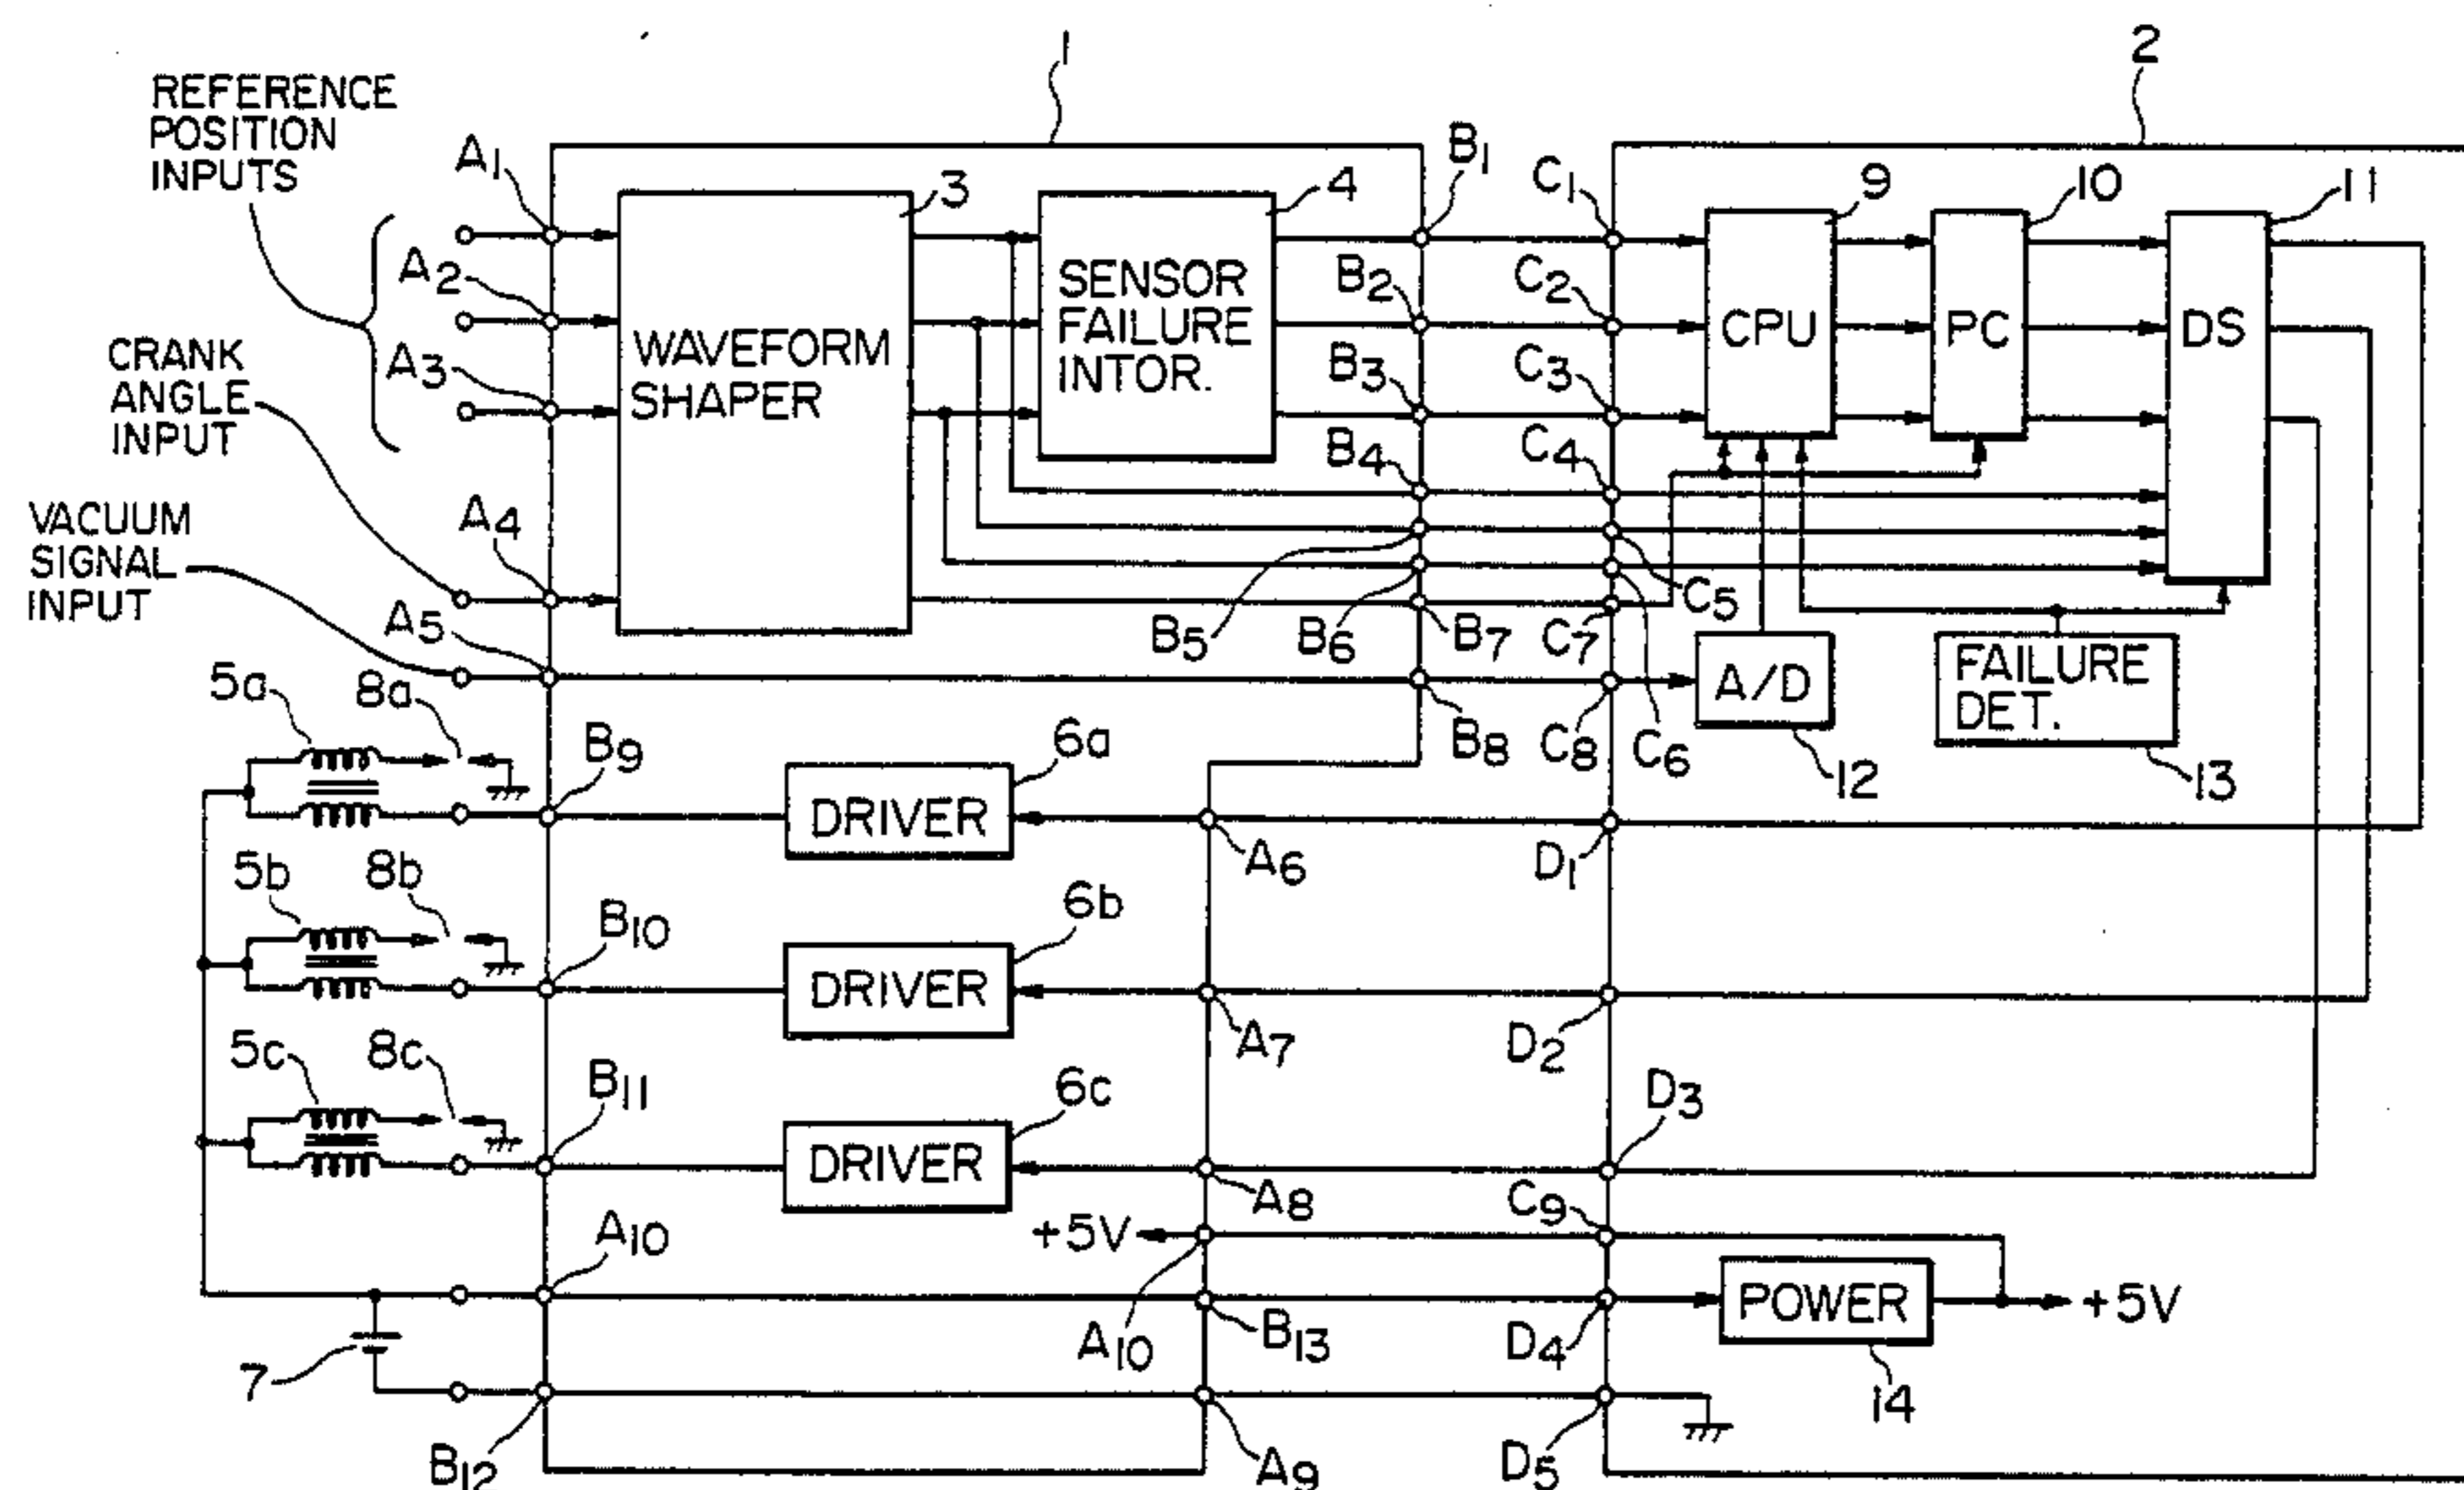 1
2
REFERENCE
POSITION
INPUTS
A1
B1
C1
3
4
9
10
11
A2
B2
C2
SENSOR
FAILURE
INTOR.
CPU
PC
DS
WAVEFORM
SHAPER
CRANK
ANGLE
INPUT
A3
B3
C3
B4
C4
VACUUM
SIGNAL
INPUT
A4
A5
B5
B6
B7
C7
C5
A/D
FAILURE
DET.
5a
8a
B9
6a
B8
C8
C6
12
13
DRIVER
A6
D1
5b
8b
B10
6b
DRIVER
A7
D2
5c
8c
B11
6c
D3
DRIVER
A8
C9
A10
+5V
POWER
+5V
7
A10
B13
D4
14
B12
A9
D5